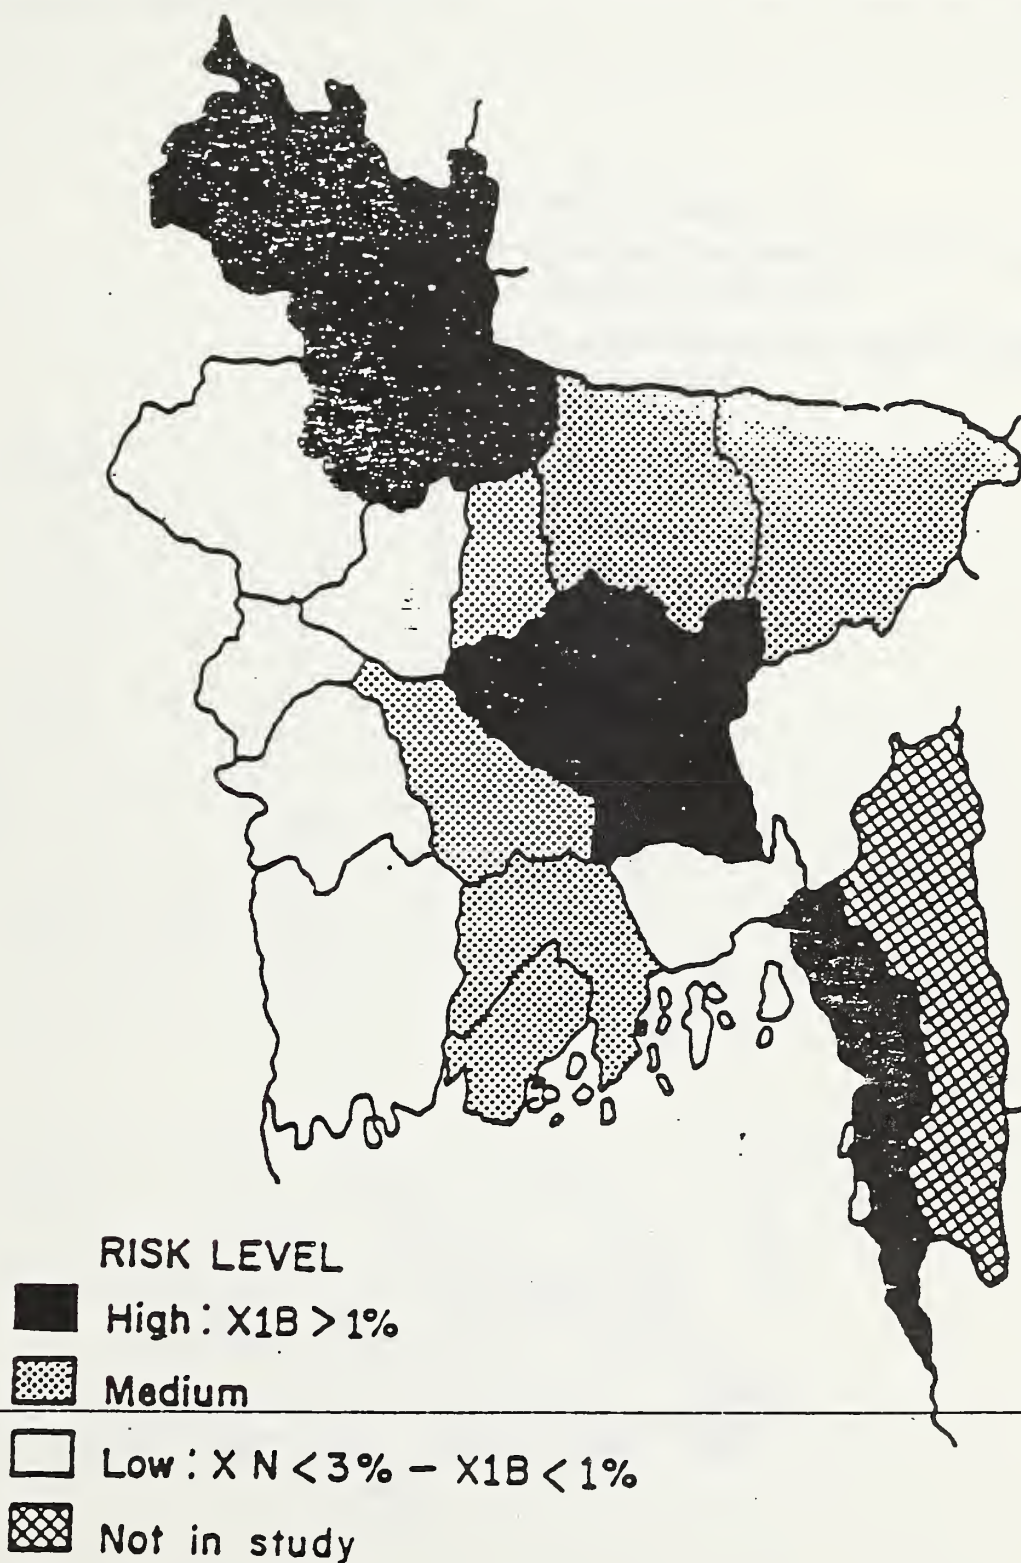 RISK LEVEL
High: X1B > 1%
Medium
Low: X N < 3% – X1B < 1%
Not in study